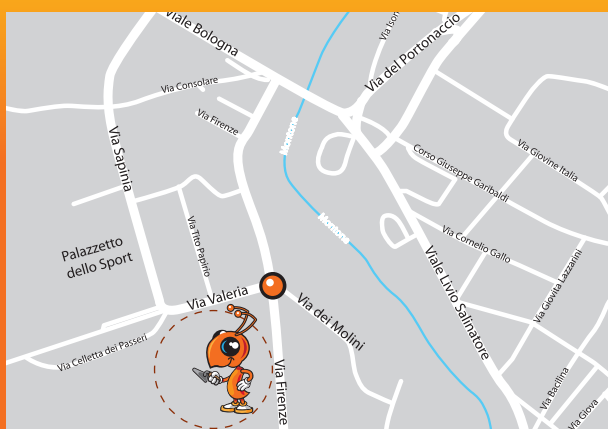 Viale Bologna
Via Ison
Via del Portonaccio
Via Consolare
Via Firenze
Montone
Via Sapinia
Corso Giuseppe Garibaldi
Via Giovine Italia
Via Tito Papirio
Montone
Via Cornelio Gallo
Palazzetto
dello Sport
Viale Livio Salinatore
Via Giovita Lazzarini
Via Valeria
Via dei Molini
Via Celletta dei Passeri
Via Firenze
Via Bacilina
Via Giova